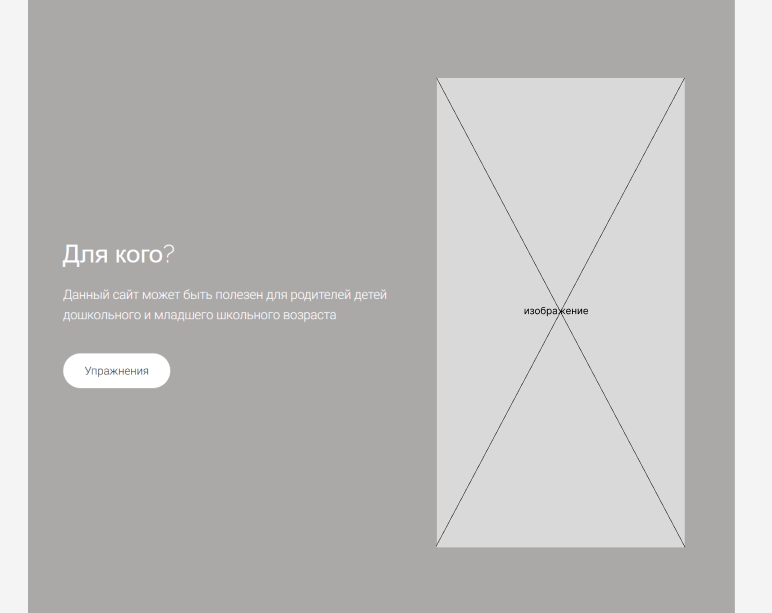 Для кого?
Данный сайт может быть полезен для родителей детей
дошкольного и младшего школьного возраста
изображение
Упражнения